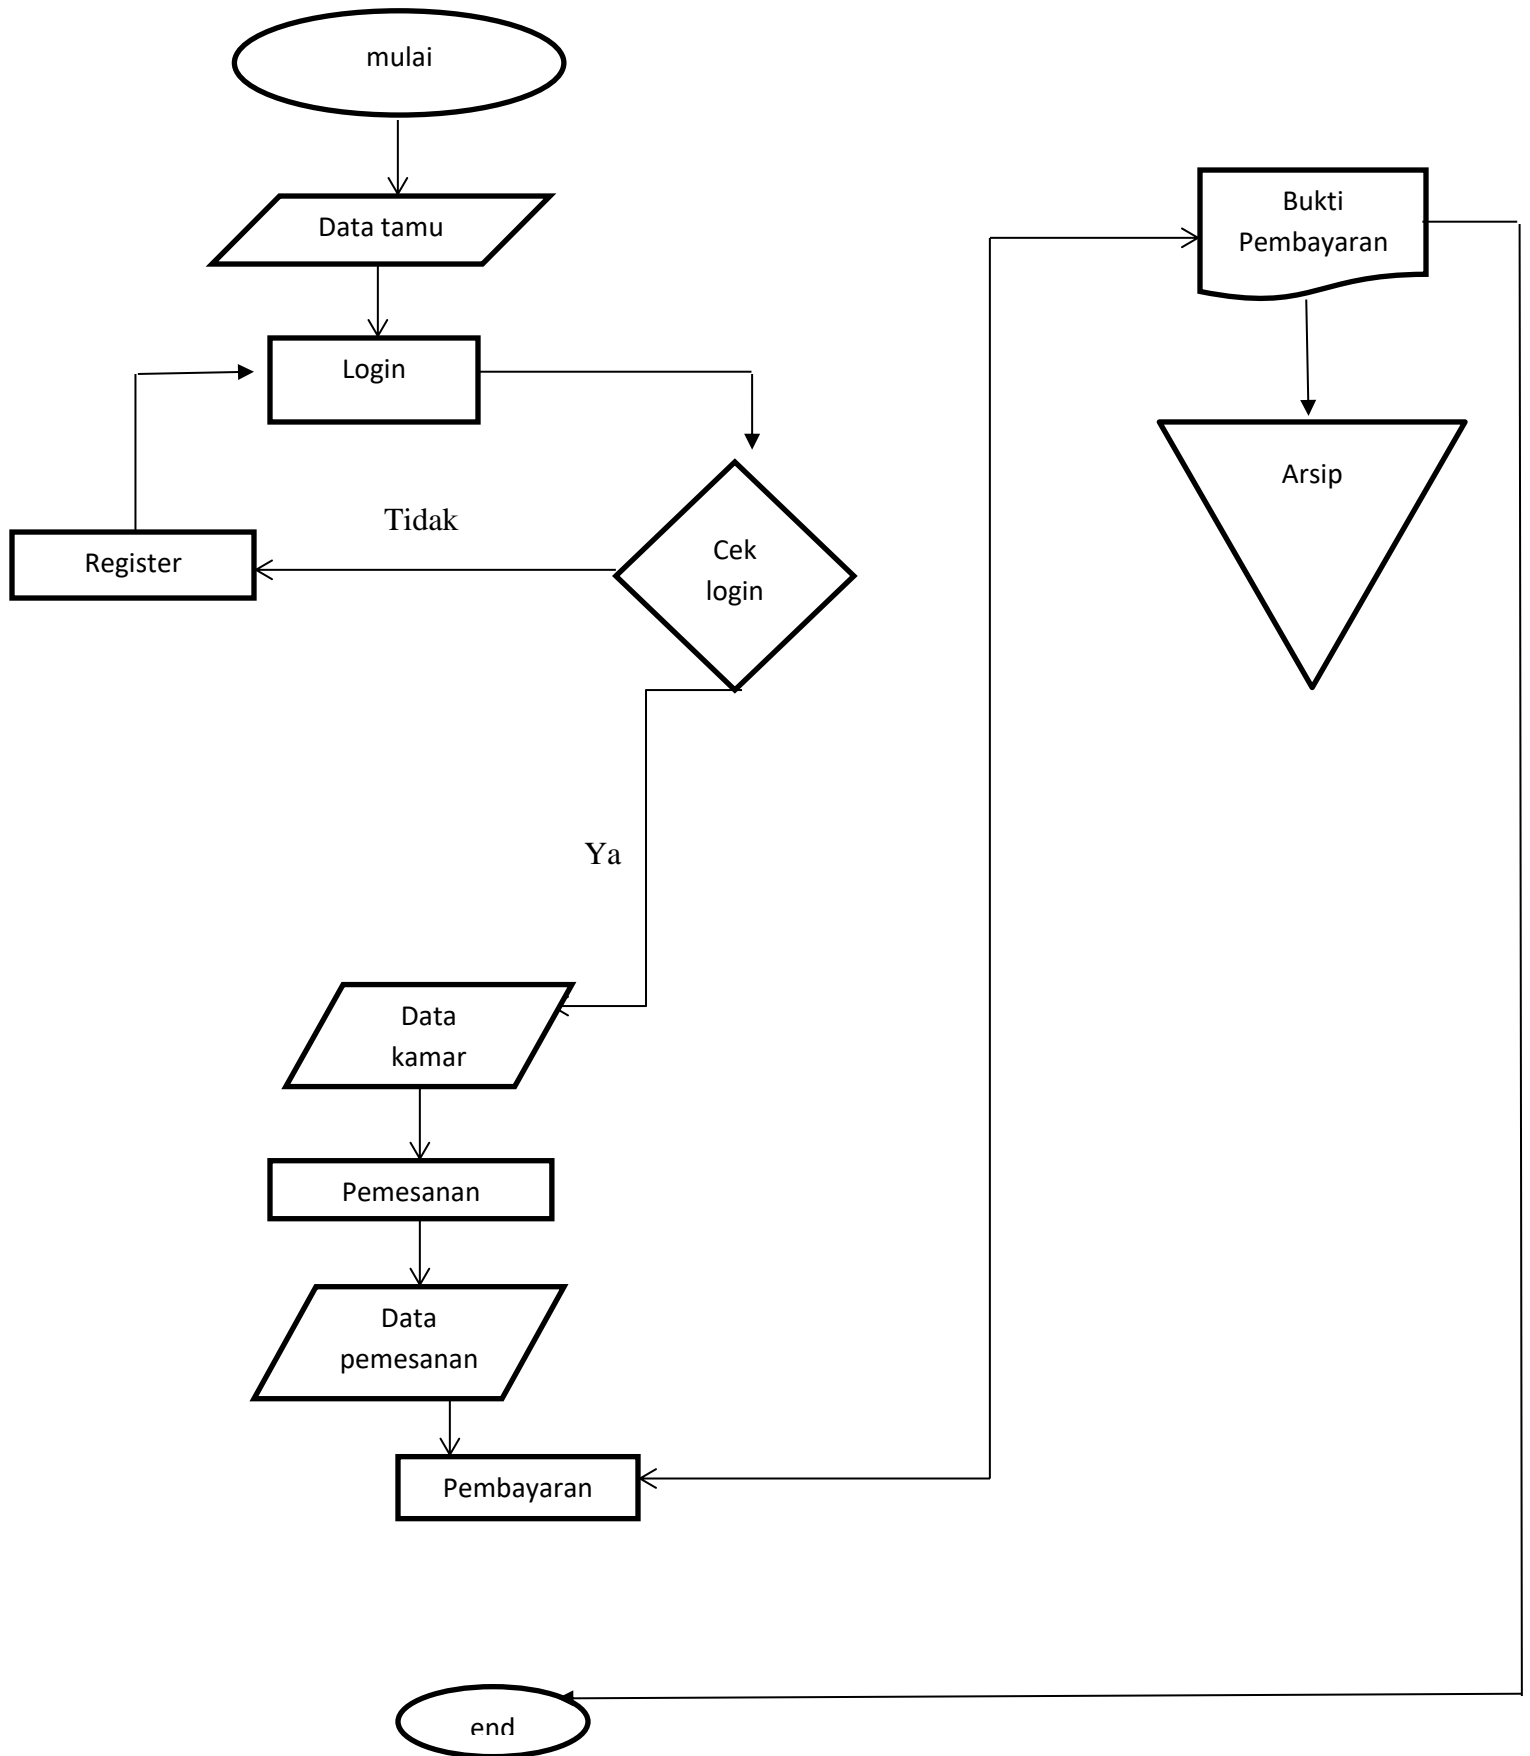 mulai
Data tamu
Login
Tidak
Register
Cek
login
Ya
Data
kamar
Pemesanan
Data
pemesanan
Pembayaran
Bukti
Pembayaran
Arsip
end